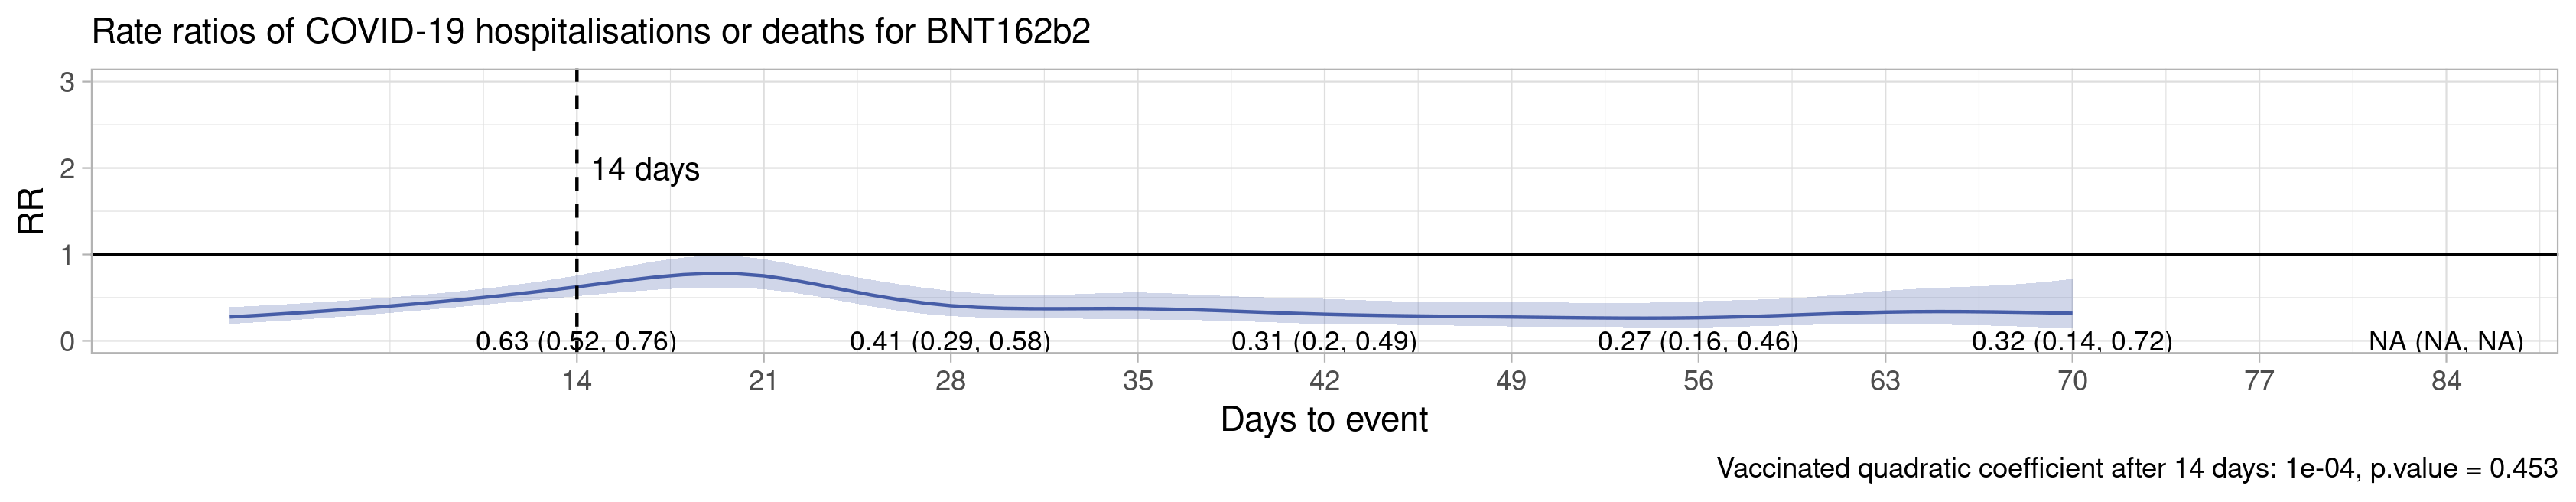 Rate ratios of COVID-19 hospitalisations or deaths for BNT162b2
3
2
1
0
RR
14 days
0.63 (0.52, 0.76)
0.41 (0.29, 0.58)
0.31 (0.2, 0.49)
0.27 (0.16, 0.46)
0.32 (0.14, 0.72)
NA (NA, NA)
14 21 28 35 42 49 56 63 70 77 84
Days to event
Vaccinated quadratic coefficient after 14 days: 1e-04, p.value = 0.453